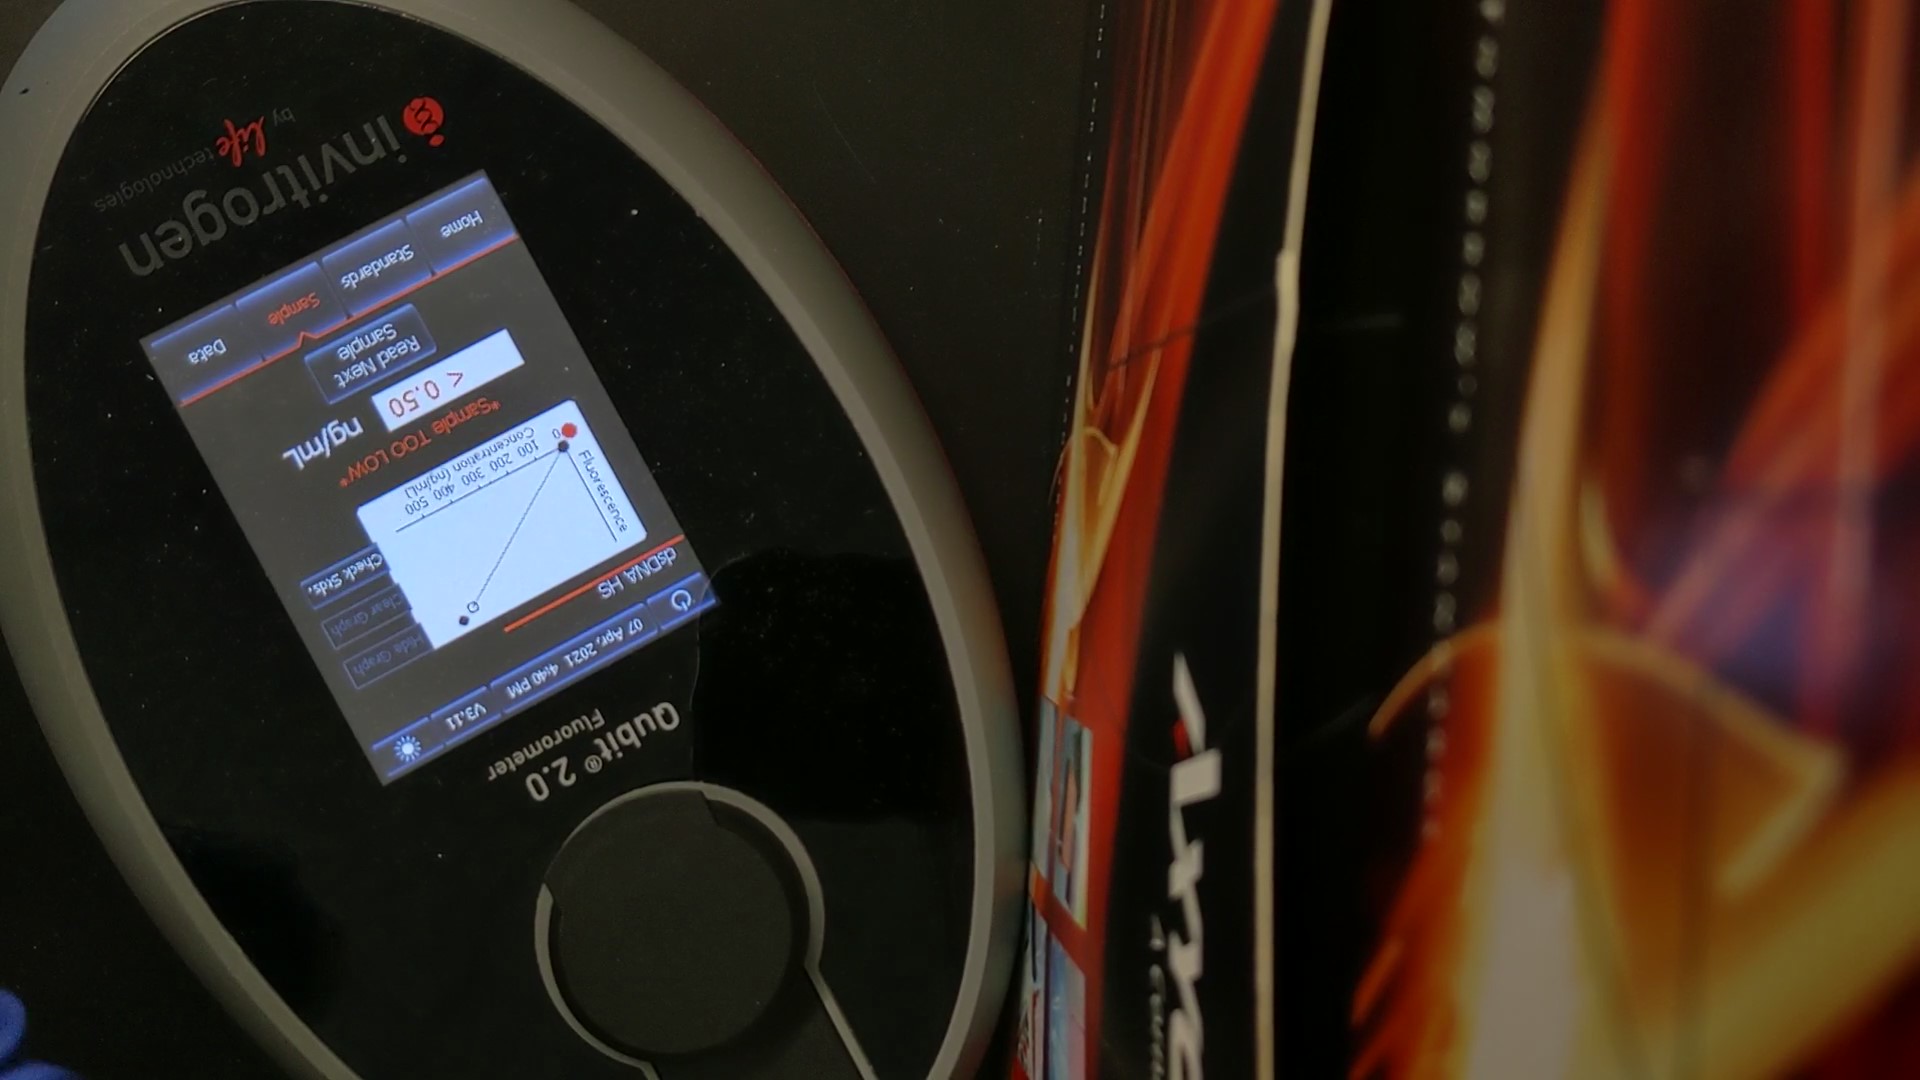 Qubit® 2.0
Fluorometer
07 Apr, 2021 4:40 PM
V3.11
dsDNA HS
Hide Graph
Clear Graph
Check Stds.
Fluorescence
0 100 200 300 400 500
Concentration (ng/mL)
*Sample TOO LOW*
< 0.50 ng/mL
Read Next
Sample
Home
Standards
Sample
Data
invitrogen
by life technologies